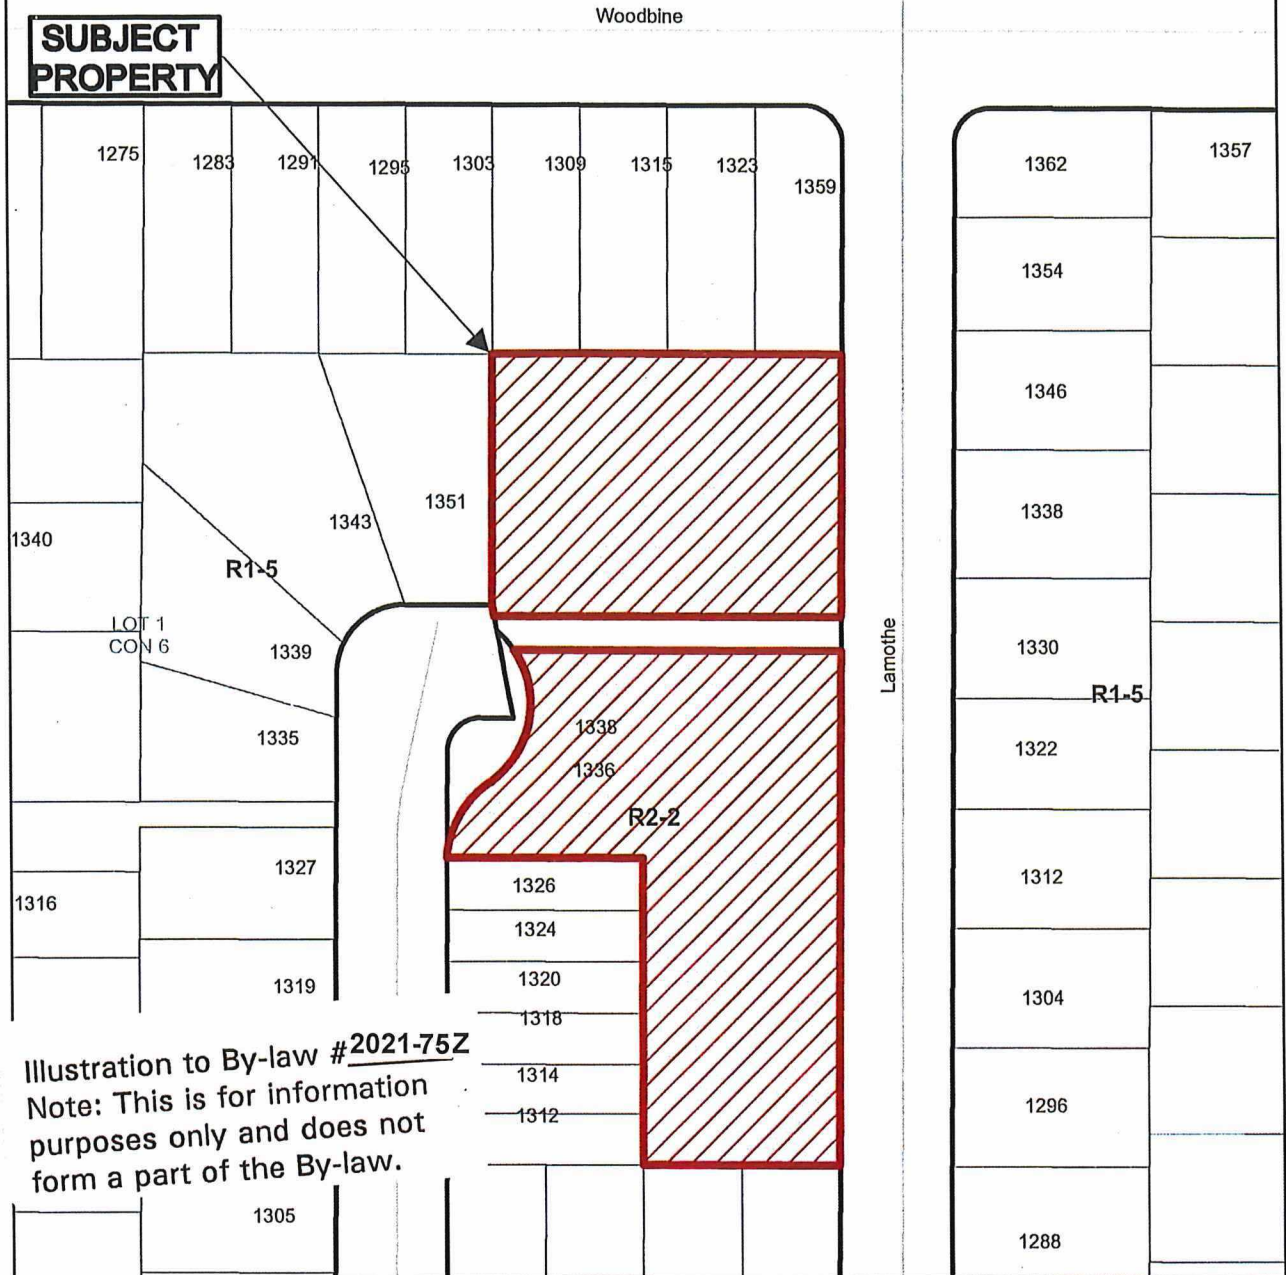 Woodbine
SUBJECT
PROPERTY
1275
1283
1291
1295
1303
1309
1315
1323
1359
1362
1357
1354
1346
1351
1343
1338
1340
R1-5
LOT 1
CON 6
1339
1330
Lamothe
R1-5
1335
1338
1322
1336
R2-2
1327
1326
1312
1316
1324
1320
1319
1304
1318
1314
1312
1296
Illustration to By-law #2021-75Z
Note: This is for information
purposes only and does not
form a part of the By-law.
1305
1288